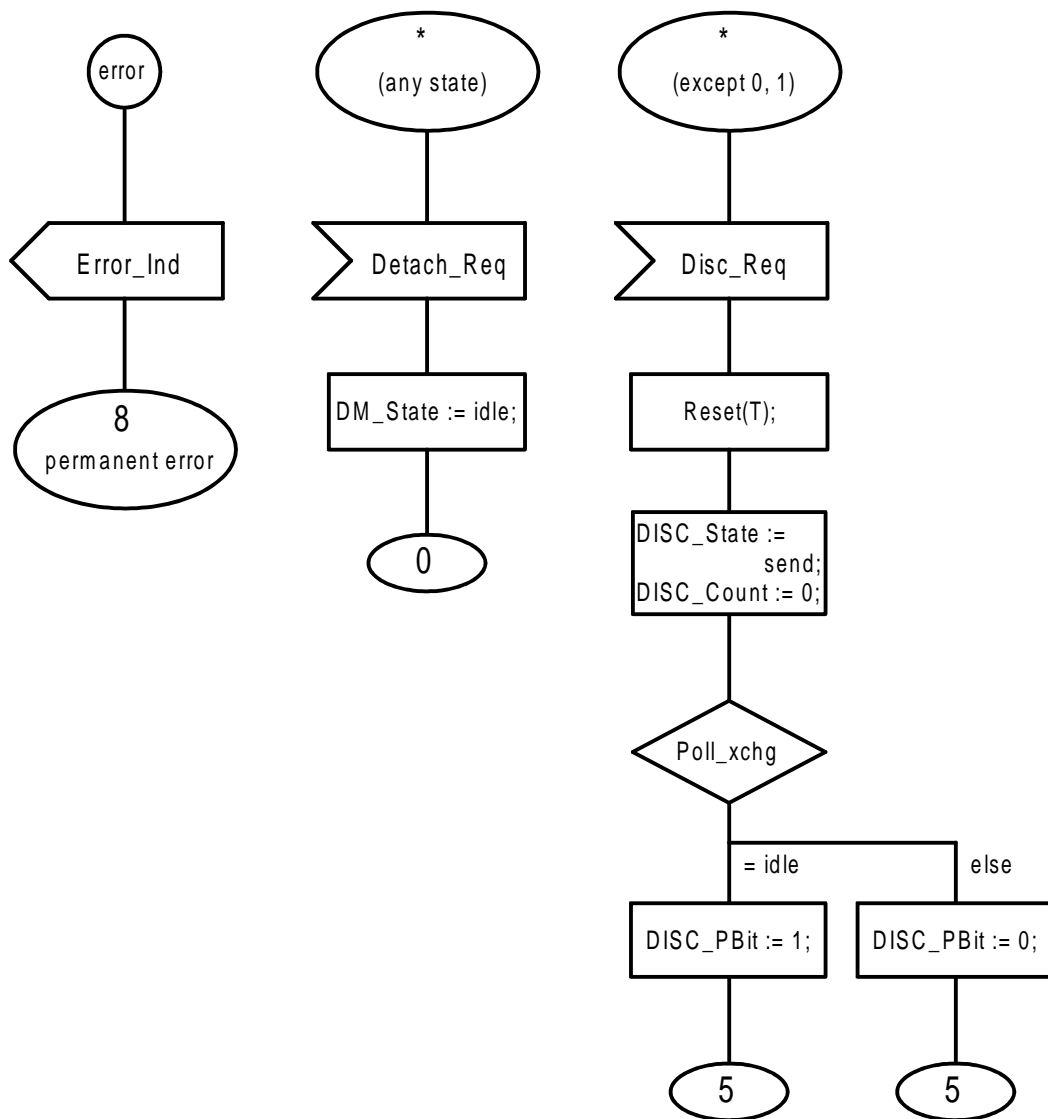 error
Error_Ind
8
permanent error
*
(any state)
Detach_Req
DM_State := idle;
0
*
(except 0, 1)
Disc_Req
Reset(T);
DISC_State :=
send;
DISC_Count := 0;
Poll_xchg
= idle
else
DISC_PBit := 1;
DISC_PBit := 0;
5
5